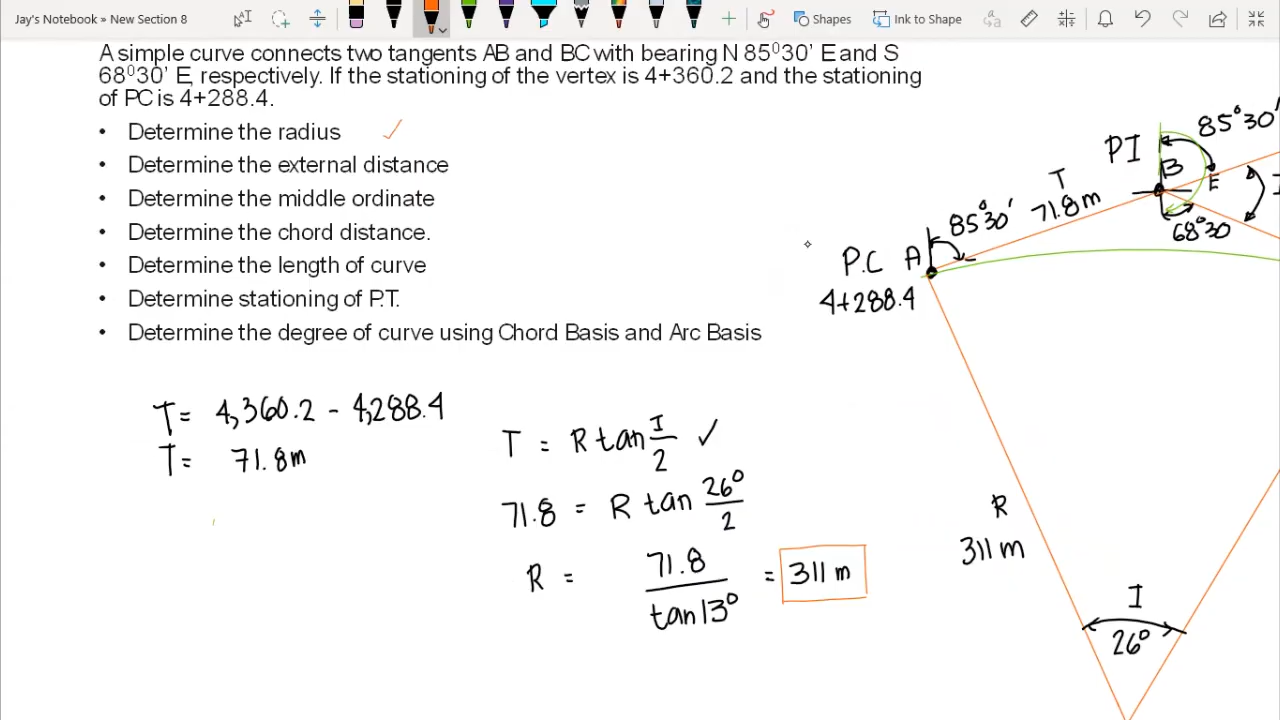 Jay's Notebook » New Section 8
Shapes
Ink to Shape
A simple curve connects two tangents AB and BC with bearing N 85⁰30' E and S
68⁰30' E, respectively. If the stationing of the vertex is 4+360.2 and the stationing
of PC is 4+288.4.
• Determine the radius
• Determine the external distance
• Determine the middle ordinate
• Determine the chord distance.
• Determine the length of curve
• Determine stationing of P.T.
• Determine the degree of curve using Chord Basis and Arc Basis
T = 4,360.2 - 4,288.4
T = 71.8m
T = R tan I/2
71.8 = R tan 26°/2
R = 71.8/tan 13° = 311 m
85°30'
PI
B
E
I
68°30
T
71.8m
85°30'
P.C A
4+288.4
R
311 m
I
26°